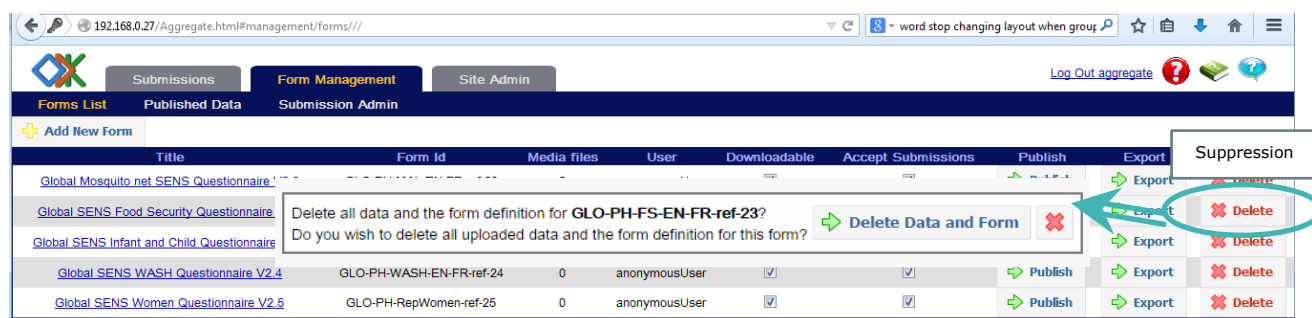 192.168.0.27/Aggregate.html#management/forms/// word stop changing layout when group
Submissions Form Management Site Admin Log Out aggregate
Forms List Published Data Submission Admin
Add New Form
Suppression
Title Form Id Media files User Downloadable Accept Submissions Publish Export
Global Mosquito net SENS Questionnaire Export Delete
Global SENS Food Security Questionnaire Export Delete
Delete all data and the form definition for GLO-PH-FS-EN-FR-ref-23?
Do you wish to delete all uploaded data and the form definition for this form? Delete Data and Form
Global SENS Infant and Child Questionnaire Export Delete
Global SENS WASH Questionnaire V2.4 GLO-PH-WASH-EN-FR-ref-24 0 anonymousUser Publish Export Delete
Global SENS Women Questionnaire V2.5 GLO-PH-RepWomen-ref-25 0 anonymousUser Publish Export Delete